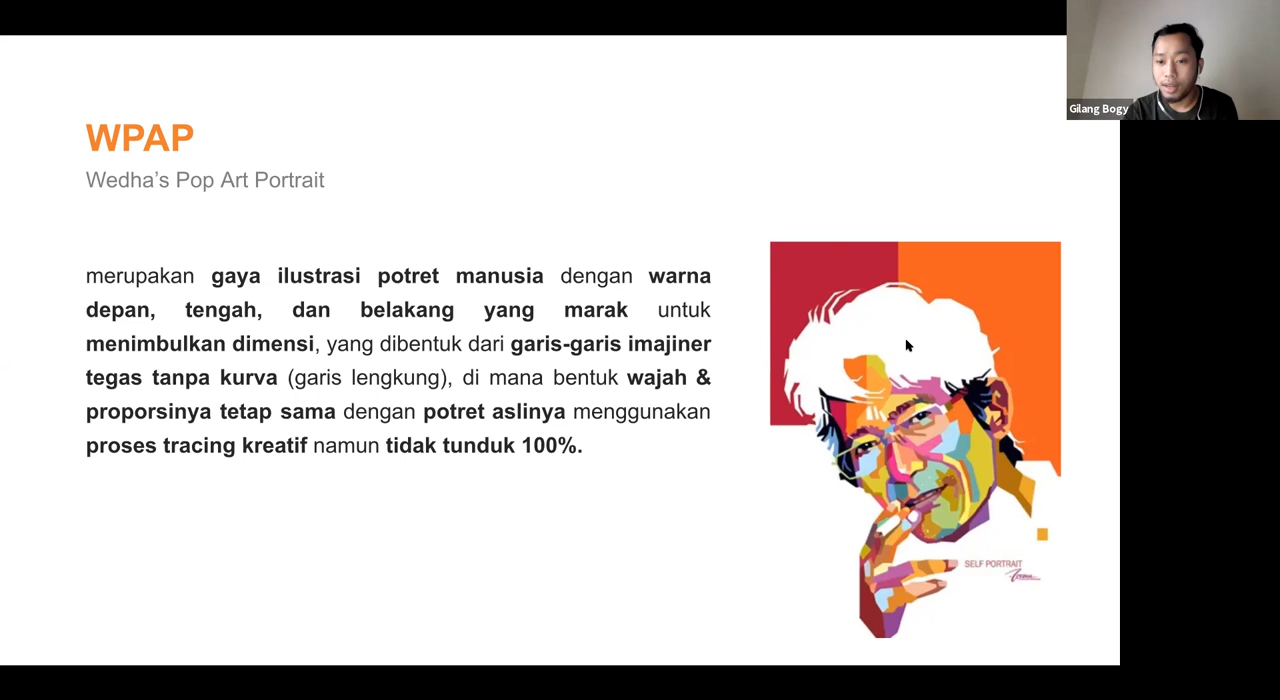 WPAP
Wedha’s Pop Art Portrait
merupakan gaya ilustrasi potret manusia dengan warna
depan, tengah, dan belakang yang marak untuk
menimbulkan dimensi, yang dibentuk dari garis-garis imajiner
tegas tanpa kurva (garis lengkung), di mana bentuk wajah &
proporsinya tetap sama dengan potret aslinya menggunakan
proses tracing kreatif namun tidak tunduk 100%.
SELF PORTRAIT
Gilang Bogy